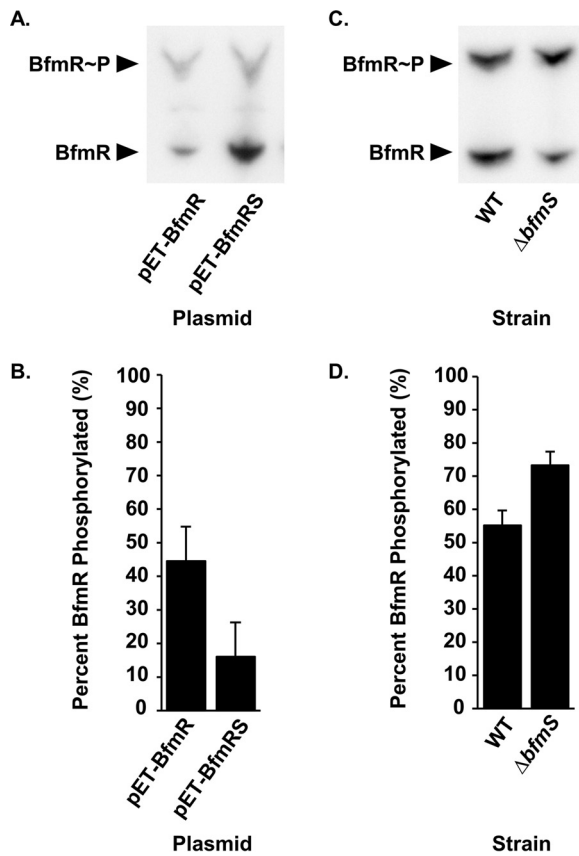 A.
BfmR~P
BfmR
pET-BfmR
pET-BfmRS
Plasmid
C.
BfmR~P
BfmR
WT
ΔbfmS
Strain
B.
Percent BfmR Phosphorylated (%)
100
90
80
70
60
50
40
30
20
10
0
pET-BfmR
pET-BfmRS
Plasmid
D.
Percent BfmR Phosphorylated (%)
100
90
80
70
60
50
40
30
20
10
0
WT
ΔbfmS
Strain